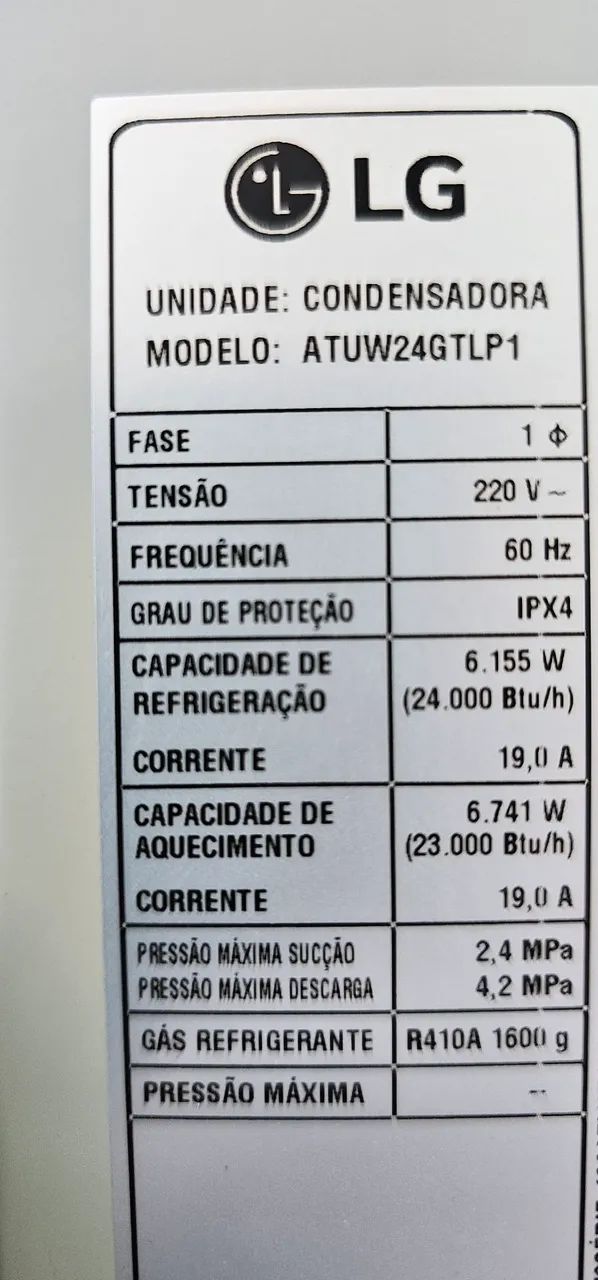 LG
UNIDADE: CONDENSADORA
MODELO: ATUW24GTLP1
FASE 1 Φ
TENSÃO 220 V ~
FREQUÊNCIA 60 Hz
GRAU DE PROTEÇÃO IPX4
CAPACIDADE DE 6.155 W
REFRIGERAÇÃO (24.000 Btu/h)
CORRENTE 19,0 A
CAPACIDADE DE 6.741 W
AQUECIMENTO (23.000 Btu/h)
CORRENTE 19,0 A
PRESSÃO MÁXIMA SUCÇÃO 2,4 MPa
PRESSÃO MÁXIMA DESCARGA 4,2 MPa
GÁS REFRIGERANTE R410A 1600 g
PRESSÃO MÁXIMA --